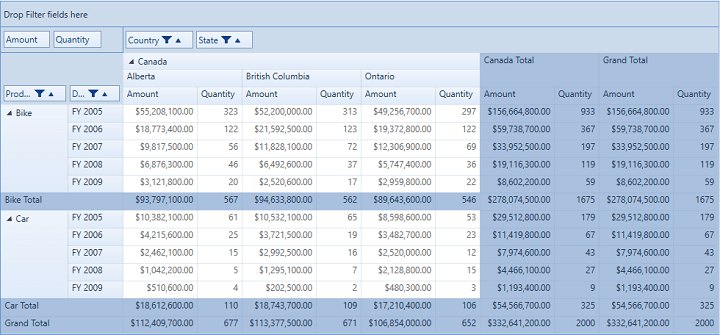 Drop Filter fields here
Amount Quantity Country State
Canada Canada Total Grand Total
Alberta British Columbia Ontario
Prod... D... Amount Quantity Amount Quantity Amount Quantity Amount Quantity Amount Quantity
Bike FY 2005 $55,208,100.00 323 $52,200,000.00 313 $49,256,700.00 297 $156,664,800.00 933 $156,664,800.00 933
FY 2006 $18,773,400.00 122 $21,592,500.00 123 $19,372,800.00 122 $59,738,700.00 367 $59,738,700.00 367
FY 2007 $9,817,500.00 56 $11,828,100.00 72 $12,306,900.00 69 $33,952,500.00 197 $33,952,500.00 197
FY 2008 $6,876,300.00 46 $6,492,600.00 37 $5,747,400.00 36 $19,116,300.00 119 $19,116,300.00 119
FY 2009 $3,121,800.00 20 $2,520,600.00 17 $2,959,800.00 22 $8,602,200.00 59 $8,602,200.00 59
Bike Total $93,797,100.00 567 $94,633,800.00 562 $89,643,600.00 546 $278,074,500.00 1675 $278,074,500.00 1675
Car FY 2005 $10,382,100.00 61 $10,532,100.00 65 $8,598,600.00 53 $29,512,800.00 179 $29,512,800.00 179
FY 2006 $4,215,600.00 25 $3,721,500.00 19 $3,482,700.00 23 $11,419,800.00 67 $11,419,800.00 67
FY 2007 $2,462,100.00 15 $2,992,500.00 16 $2,520,000.00 12 $7,974,600.00 43 $7,974,600.00 43
FY 2008 $1,042,200.00 5 $1,295,100.00 7 $2,128,800.00 15 $4,466,100.00 27 $4,466,100.00 27
FY 2009 $510,600.00 4 $202,500.00 2 $480,300.00 3 $1,193,400.00 9 $1,193,400.00 9
Car Total $18,612,600.00 110 $18,743,700.00 109 $17,210,400.00 106 $54,566,700.00 325 $54,566,700.00 325
Grand Total $112,409,700.00 677 $113,377,500.00 671 $106,854,000.00 652 $332,641,200.00 2000 $332,641,200.00 2000